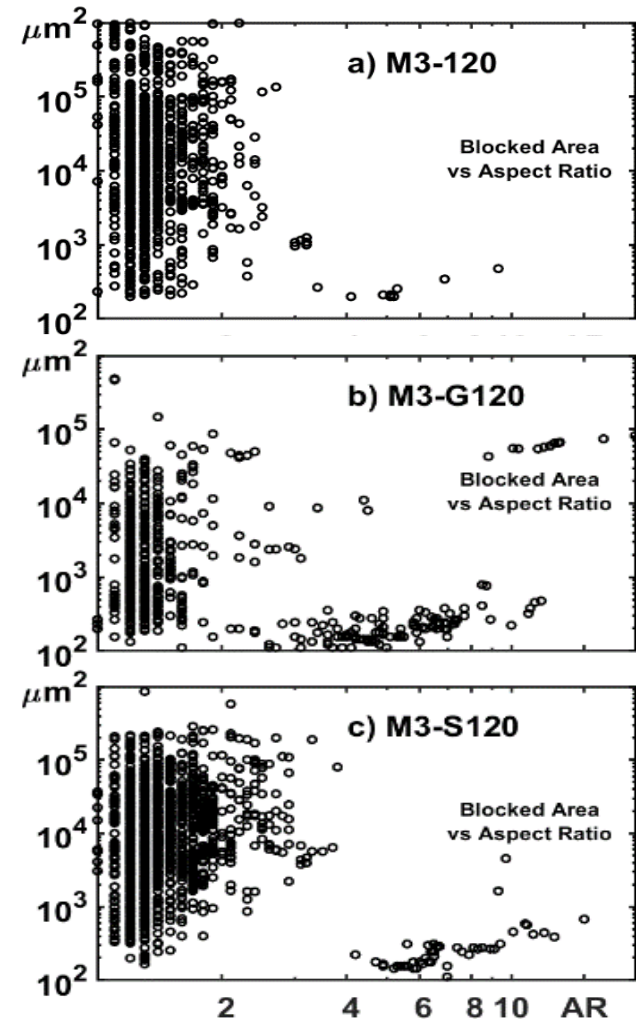 μm²
a) M3-120
10⁵
Blocked Area
vs Aspect Ratio
10⁴
10³
10²
μm²
b) M3-G120
10⁵
Blocked Area
vs Aspect Ratio
10⁴
10³
10²
μm²
c) M3-S120
10⁵
Blocked Area
vs Aspect Ratio
10⁴
10³
10²
2 4 6 8 10 AR